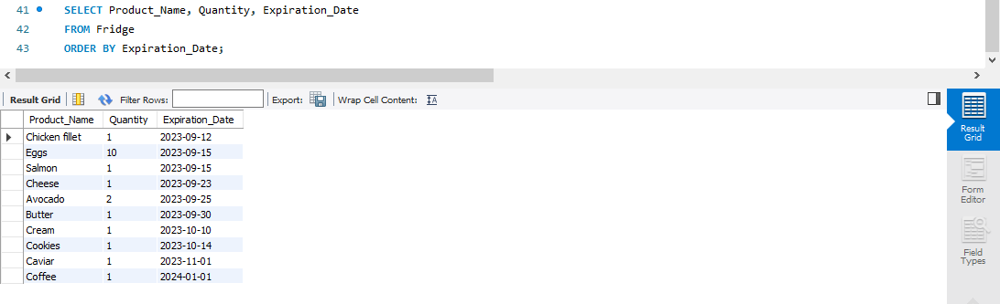 41 SELECT Product_Name, Quantity, Expiration_Date
42 FROM Fridge
43 ORDER BY Expiration_Date;
Result Grid Filter Rows: Export: Wrap Cell Content: IA
Product_Name Quantity Expiration_Date
Chicken fillet 1 2023-09-12
Eggs 10 2023-09-15
Salmon 1 2023-09-15
Cheese 1 2023-09-23
Avocado 2 2023-09-25
Butter 1 2023-09-30
Cream 1 2023-10-10
Cookies 1 2023-10-14
Caviar 1 2023-11-01
Coffee 1 2024-01-01
Result
Grid
Form
Editor
Field
Types